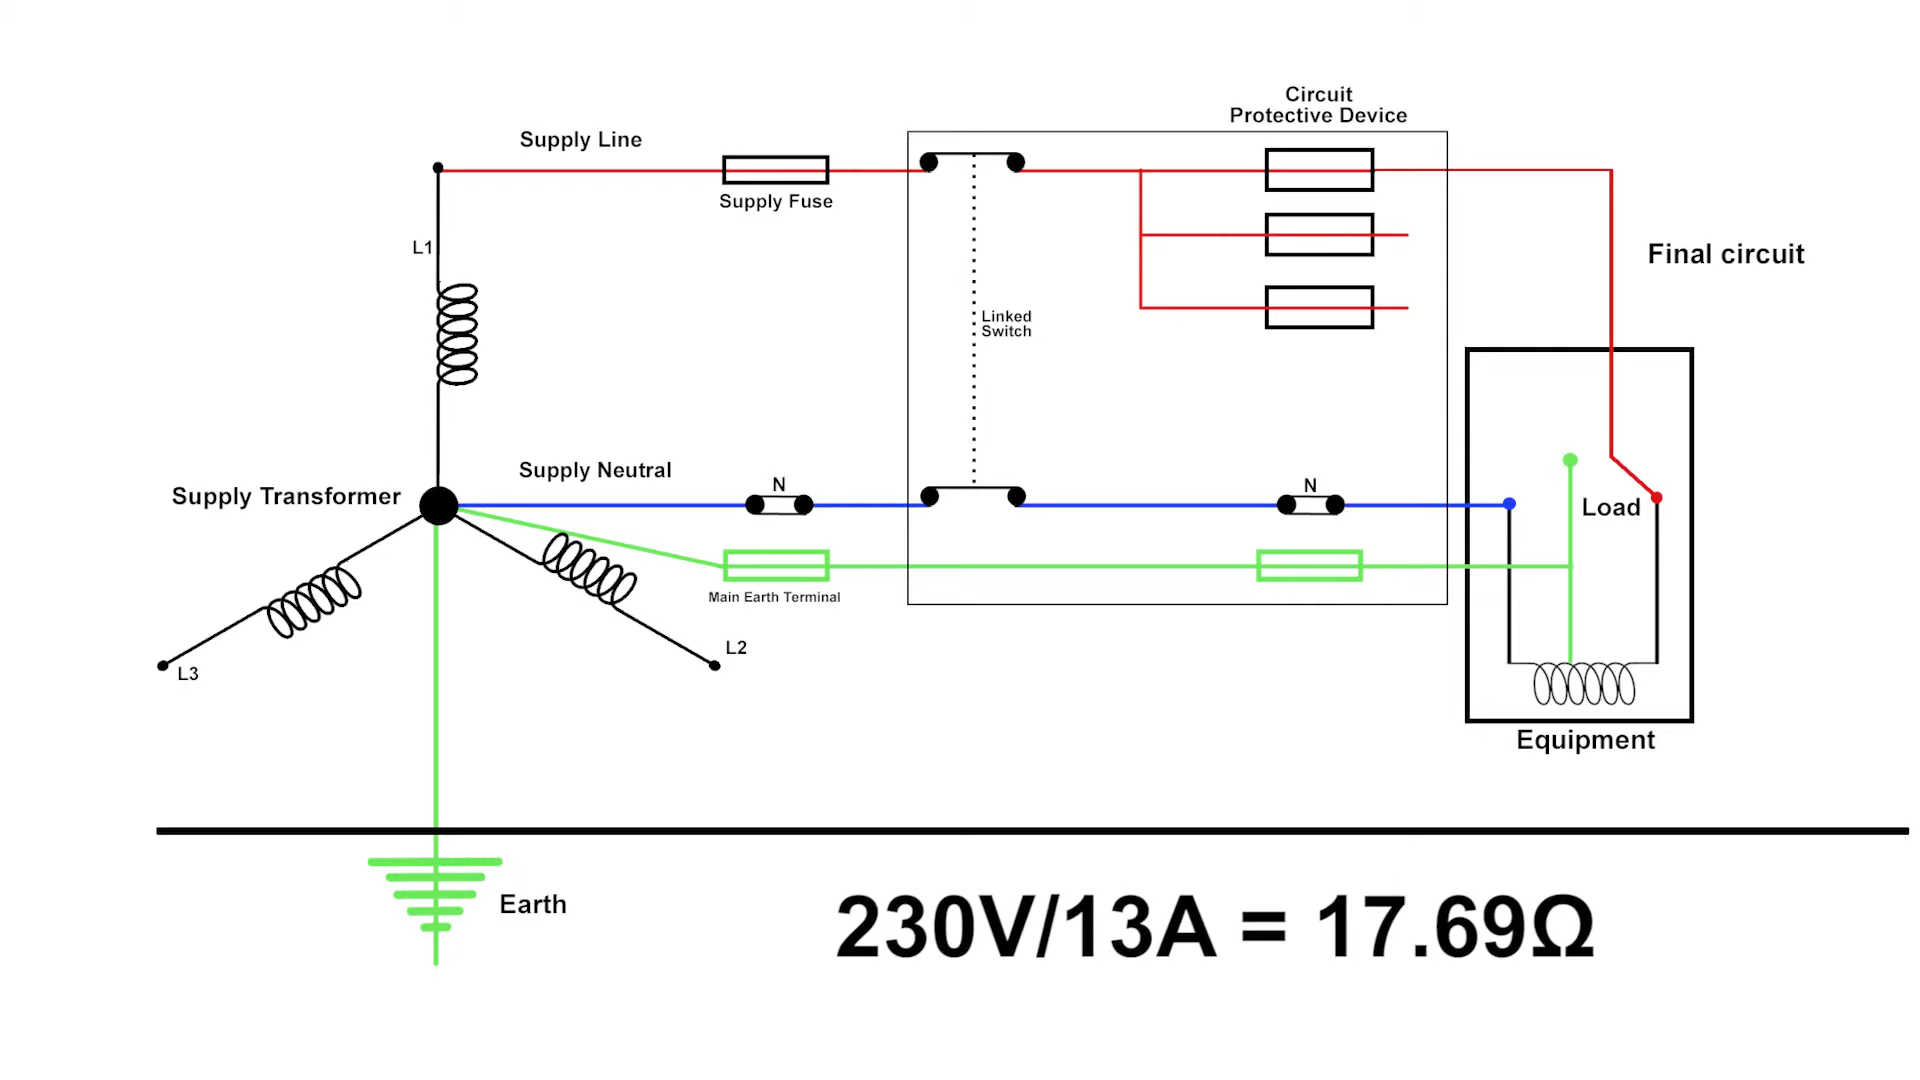 Circuit
Protective Device
Supply Line
Supply Fuse
L1
Final circuit
Linked
Switch
Supply Neutral
N
N
Supply Transformer
Load
Main Earth Terminal
L2
L3
Equipment
Earth
230V/13A = 17.69Ω